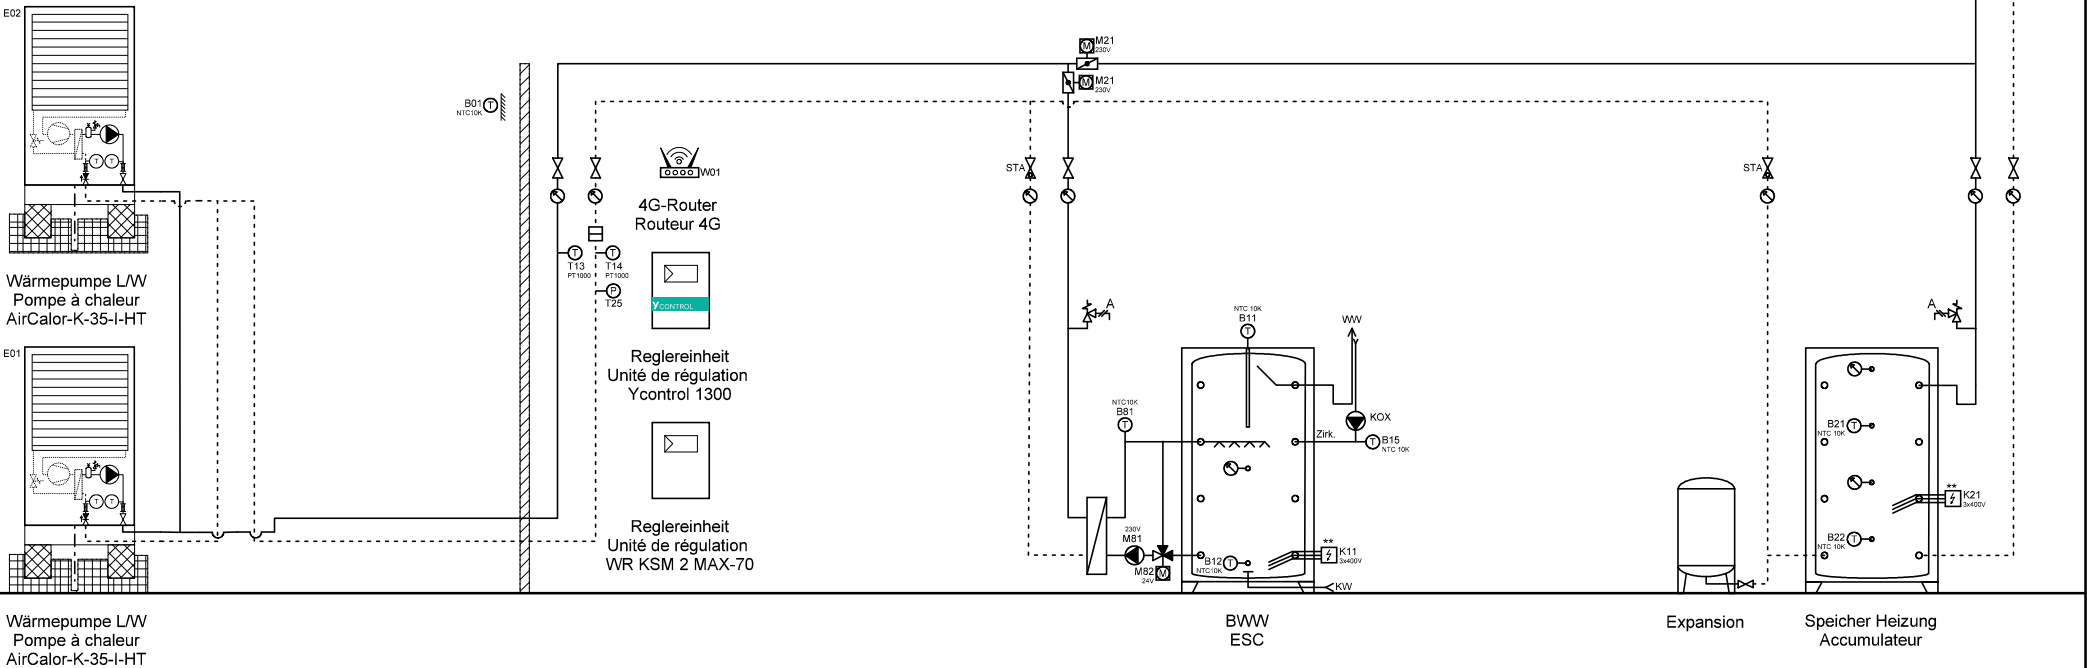 E02
Wärmepumpe L/W
Pompe à chaleur
AirCalor-K-35-I-HT
E01
Wärmepumpe L/W
Pompe à chaleur
AirCalor-K-35-I-HT
T
T
T
T
B01
NTC10K
T
T
T13
PT1000
T
T14
PT1000
P
T25
W01
4G-Router
Routeur 4G
YCONTROL
Reglereinheit
Unité de régulation
Ycontrol 1300
Reglereinheit
Unité de régulation
WR KSM 2 MAX-70
M
M21
230V
M
M21
230V
STA
A
NTC10K
B81
T
230V
M81
M82
24V
M
NTC 10K
B11
T
WW
KOX
Zirk.
T
B15
NTC 10K
B12
NTC10K
T
**
K11
3x400V
KW
BWW
ESC
STA
A
B21
NTC 10K
T
**
K21
3x400V
B22
NTC 10K
T
Expansion
Speicher Heizung
Accumulateur